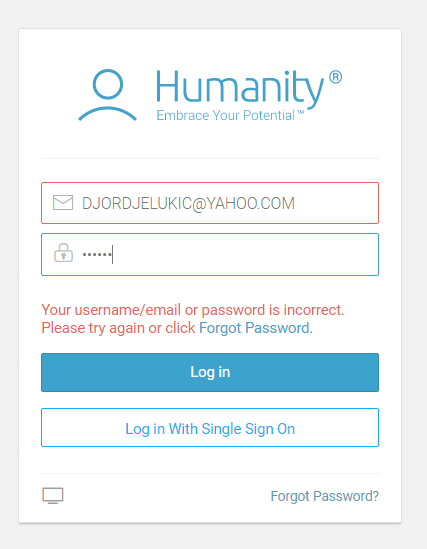 Humanity®
Embrace Your Potential™
DJORDJELUKIC@YAHOO.COM
••••••
Your username/email or password is incorrect.
Please try again or click Forgot Password.
Log in
Log in With Single Sign On
Forgot Password?